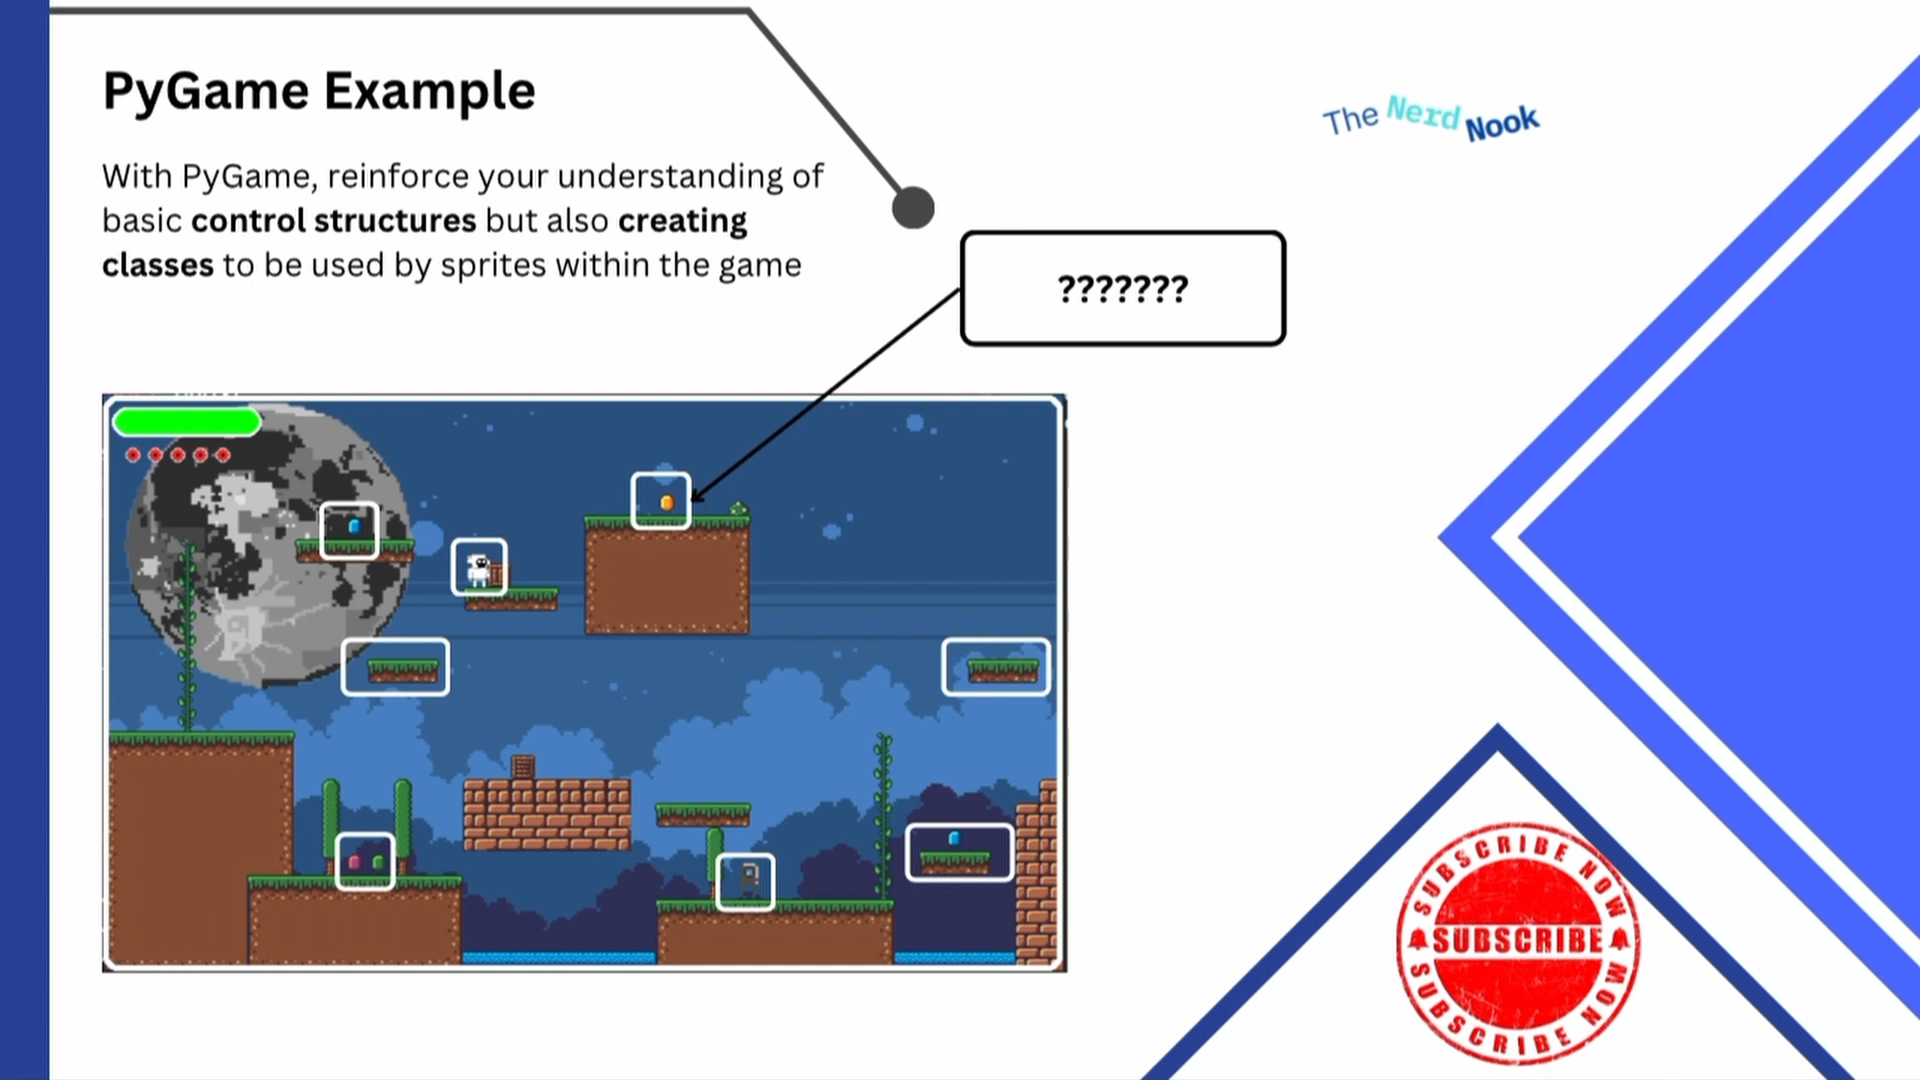 PyGame Example
The Nerd Nook
With PyGame, reinforce your understanding of
basic control structures but also creating
classes to be used by sprites within the game
???????
SUBSCRIBE NOW
SUBSCRIBE
SUBSCRIBE NOW